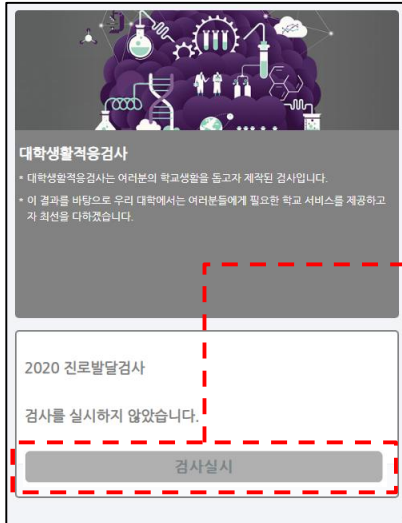 대학생활적응검사
* 대학생활적응검사는 여러분의 학교생활을 돕고자 제작된 검사입니다.
* 이 결과를 바탕으로 우리 대학에서는 여러분들에게 필요한 학교 서비스를 제공하고
자 최선을 다하겠습니다.
2020 진로발달검사
검사를 실시하지 않았습니다.
검사실시